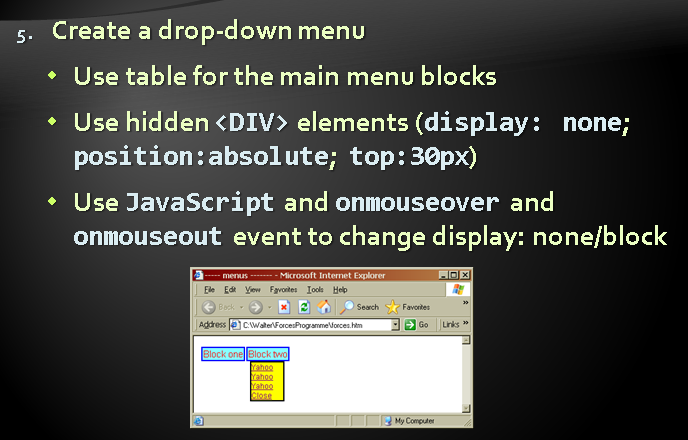 5. Create a drop-down menu
Use table for the main menu blocks
Use hidden <DIV> elements (display: none;
position:absolute; top:30px)
Use JavaScript and onmouseover and
onmouseout event to change display: none/block
----- menus ------- - Microsoft Internet Explorer
File Edit View Favorites Tools Help
Back Search Favorites
Address C:\Walter\ForcesProgramme\forces.htm Go Links
Block one Block two
Yahoo
Yahoo
Yahoo
Close
My Computer